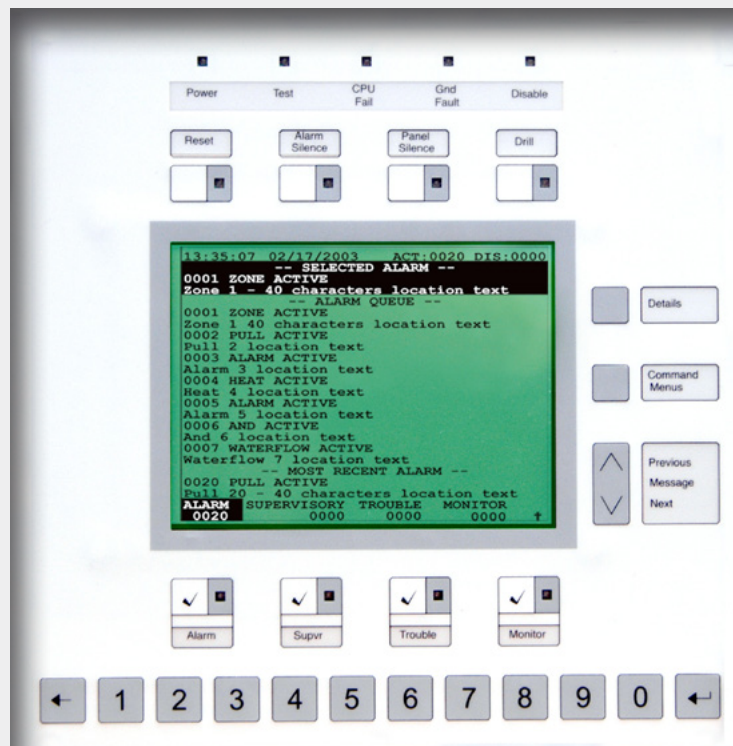 Power Test CPU Fail Gnd Fault Disable
Reset Alarm Silence Panel Silence Drill
13:35:07 02/17/2003 ACT:0020 DIS:0000
-- SELECTED ALARM --
0001 ZONE ACTIVE
Zone 1 - 40 characters location text
-- ALARM QUEUE --
0001 ZONE ACTIVE
Zone 1 40 characters location text
0002 PULL ACTIVE
Pull 2 location text
0003 ALARM ACTIVE
Alarm 3 location text
0004 HEAT ACTIVE
Heat 4 location text
0005 ALARM ACTIVE
Alarm 5 location text
0006 AND ACTIVE
And 6 location text
0007 WATERFLOW ACTIVE
Waterflow 7 location text
-- MOST RECENT ALARM --
0020 PULL ACTIVE
Pull 20 - 40 characters location text
ALARM SUPERVISORY TROUBLE MONITOR
0020 0000 0000 0000 ↑
Details
Command
Menus
Previous
Message
Next
Alarm Supvr Trouble Monitor
← 1 2 3 4 5 6 7 8 9 0 ↵